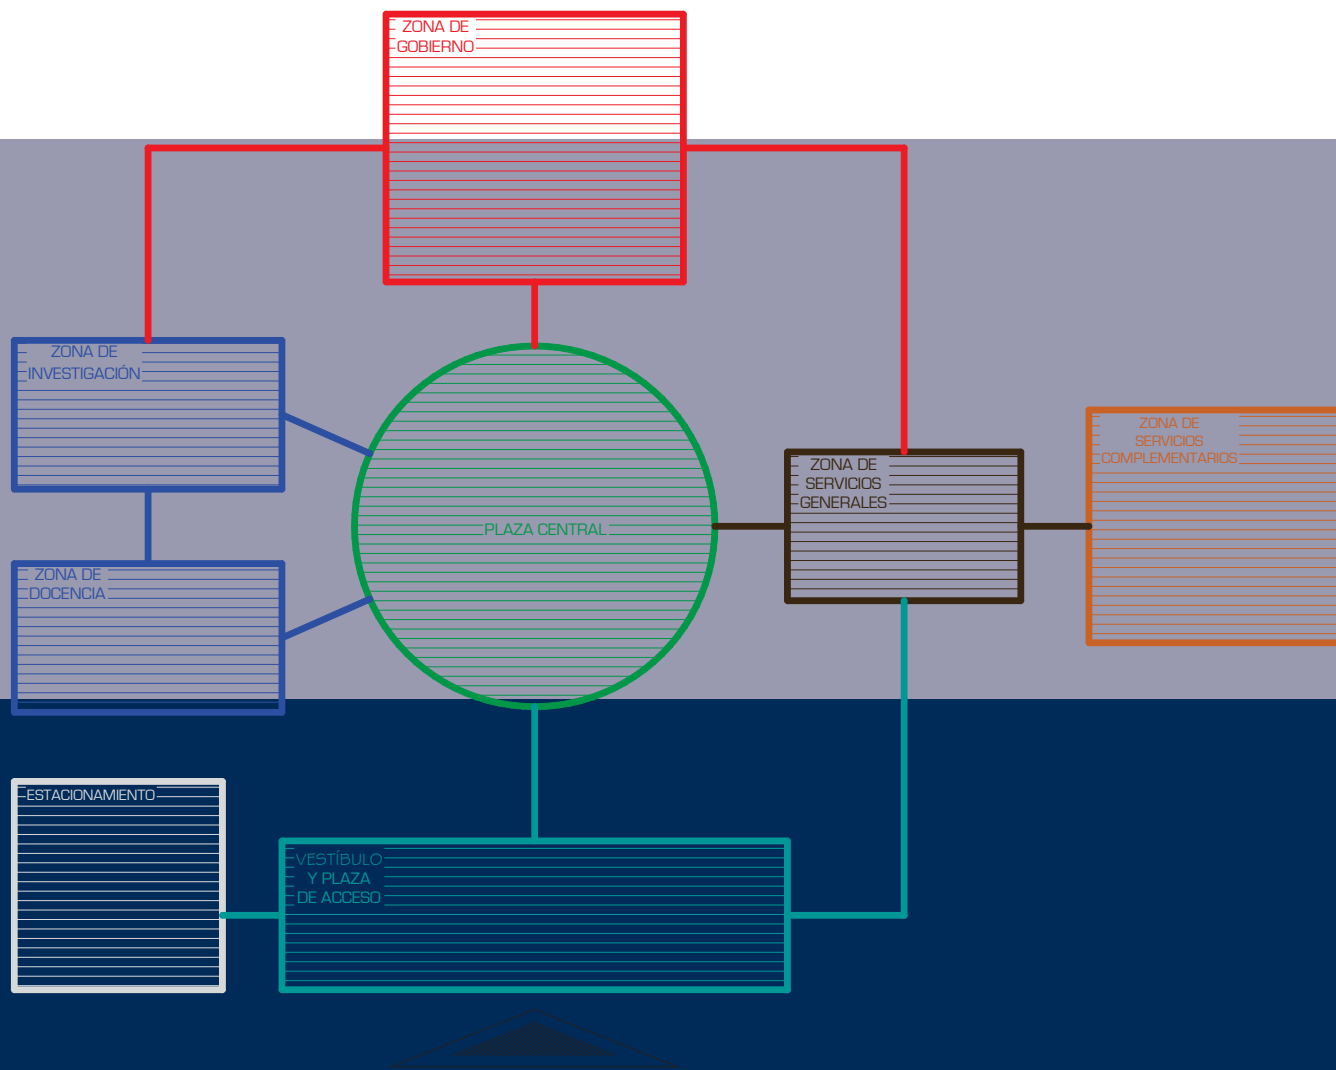 ZONA DE
GOBIERNO
ZONA DE
INVESTIGACIÓN
ZONA DE
SERVICIOS
COMPLEMENTARIOS
ZONA DE
SERVICIOS
GENERALES
PLAZA CENTRAL
ZONA DE
DOCENCIA
ESTACIONAMIENTO
VESTÍBULO
Y PLAZA
DE ACCESO